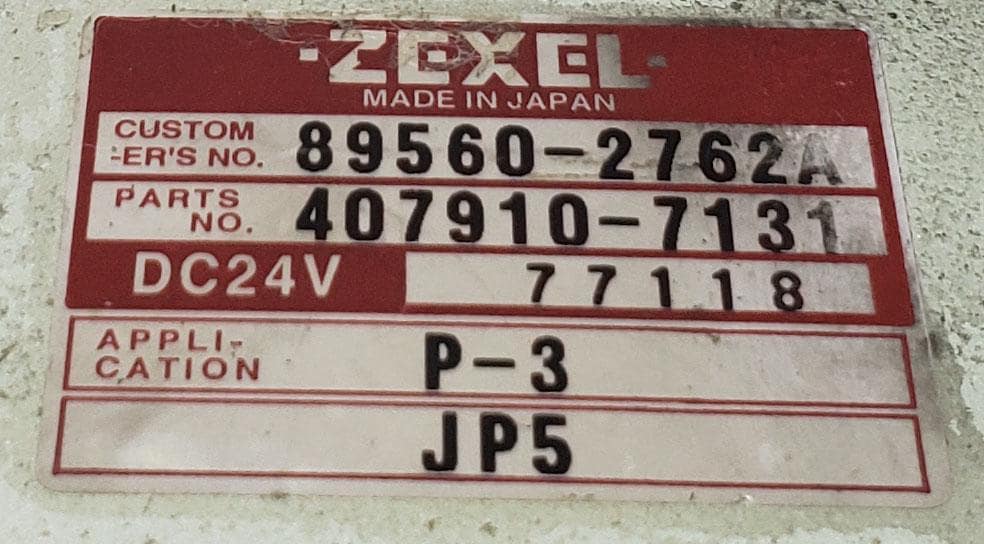 ·ZEXEL·
MADE IN JAPAN
CUSTOM
-ER'S NO. 89560-2762A
PARTS
NO. 407910-7131
DC24V 77118
APPLI-
CATION P-3
JP5